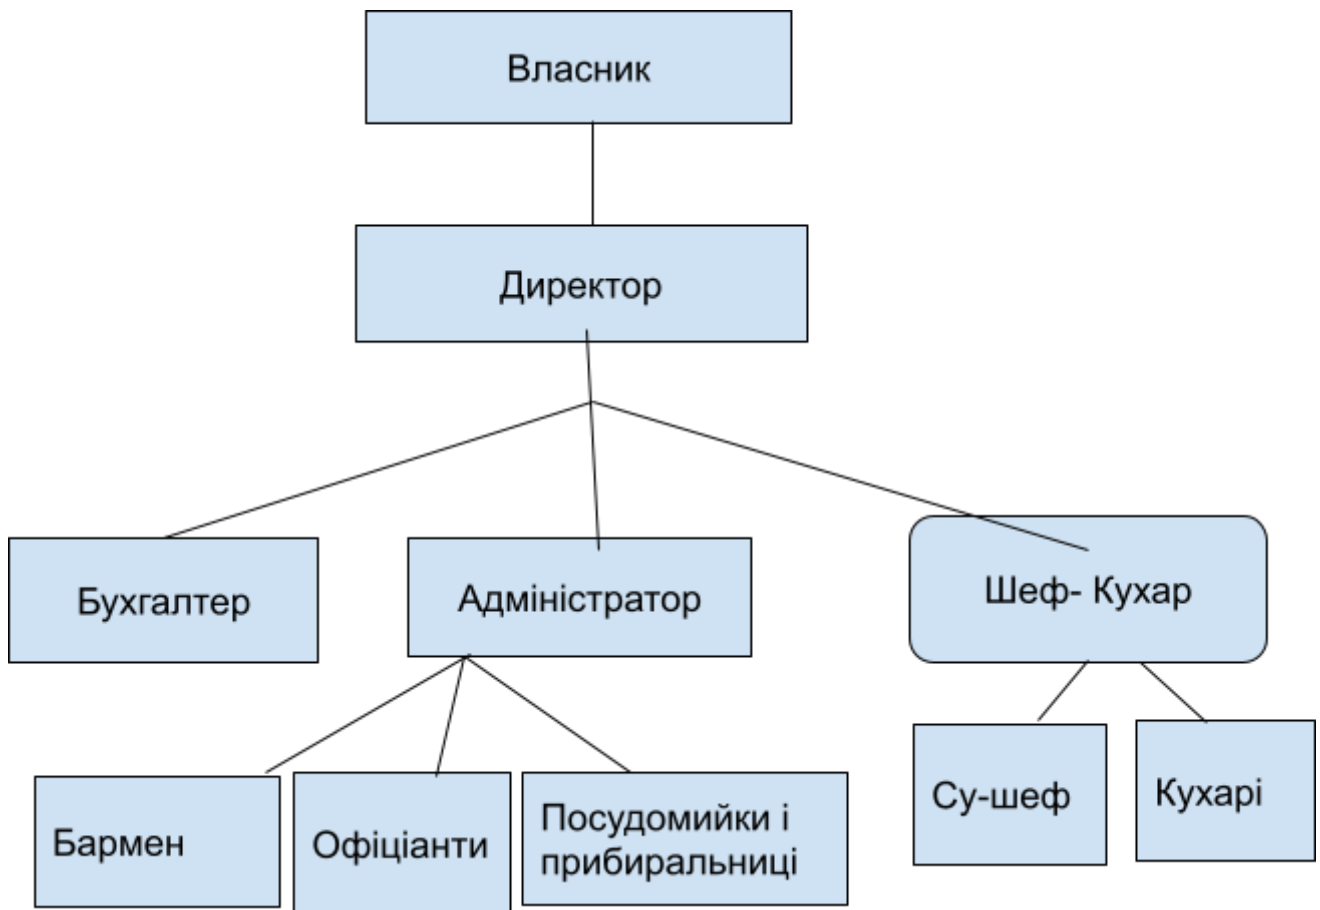 Власник
Директор
Бухгалтер
Адміністратор
Шеф- Кухар
Бармен
Офіціанти
Посудомийки і
прибиральниці
Су-шеф
Кухарі